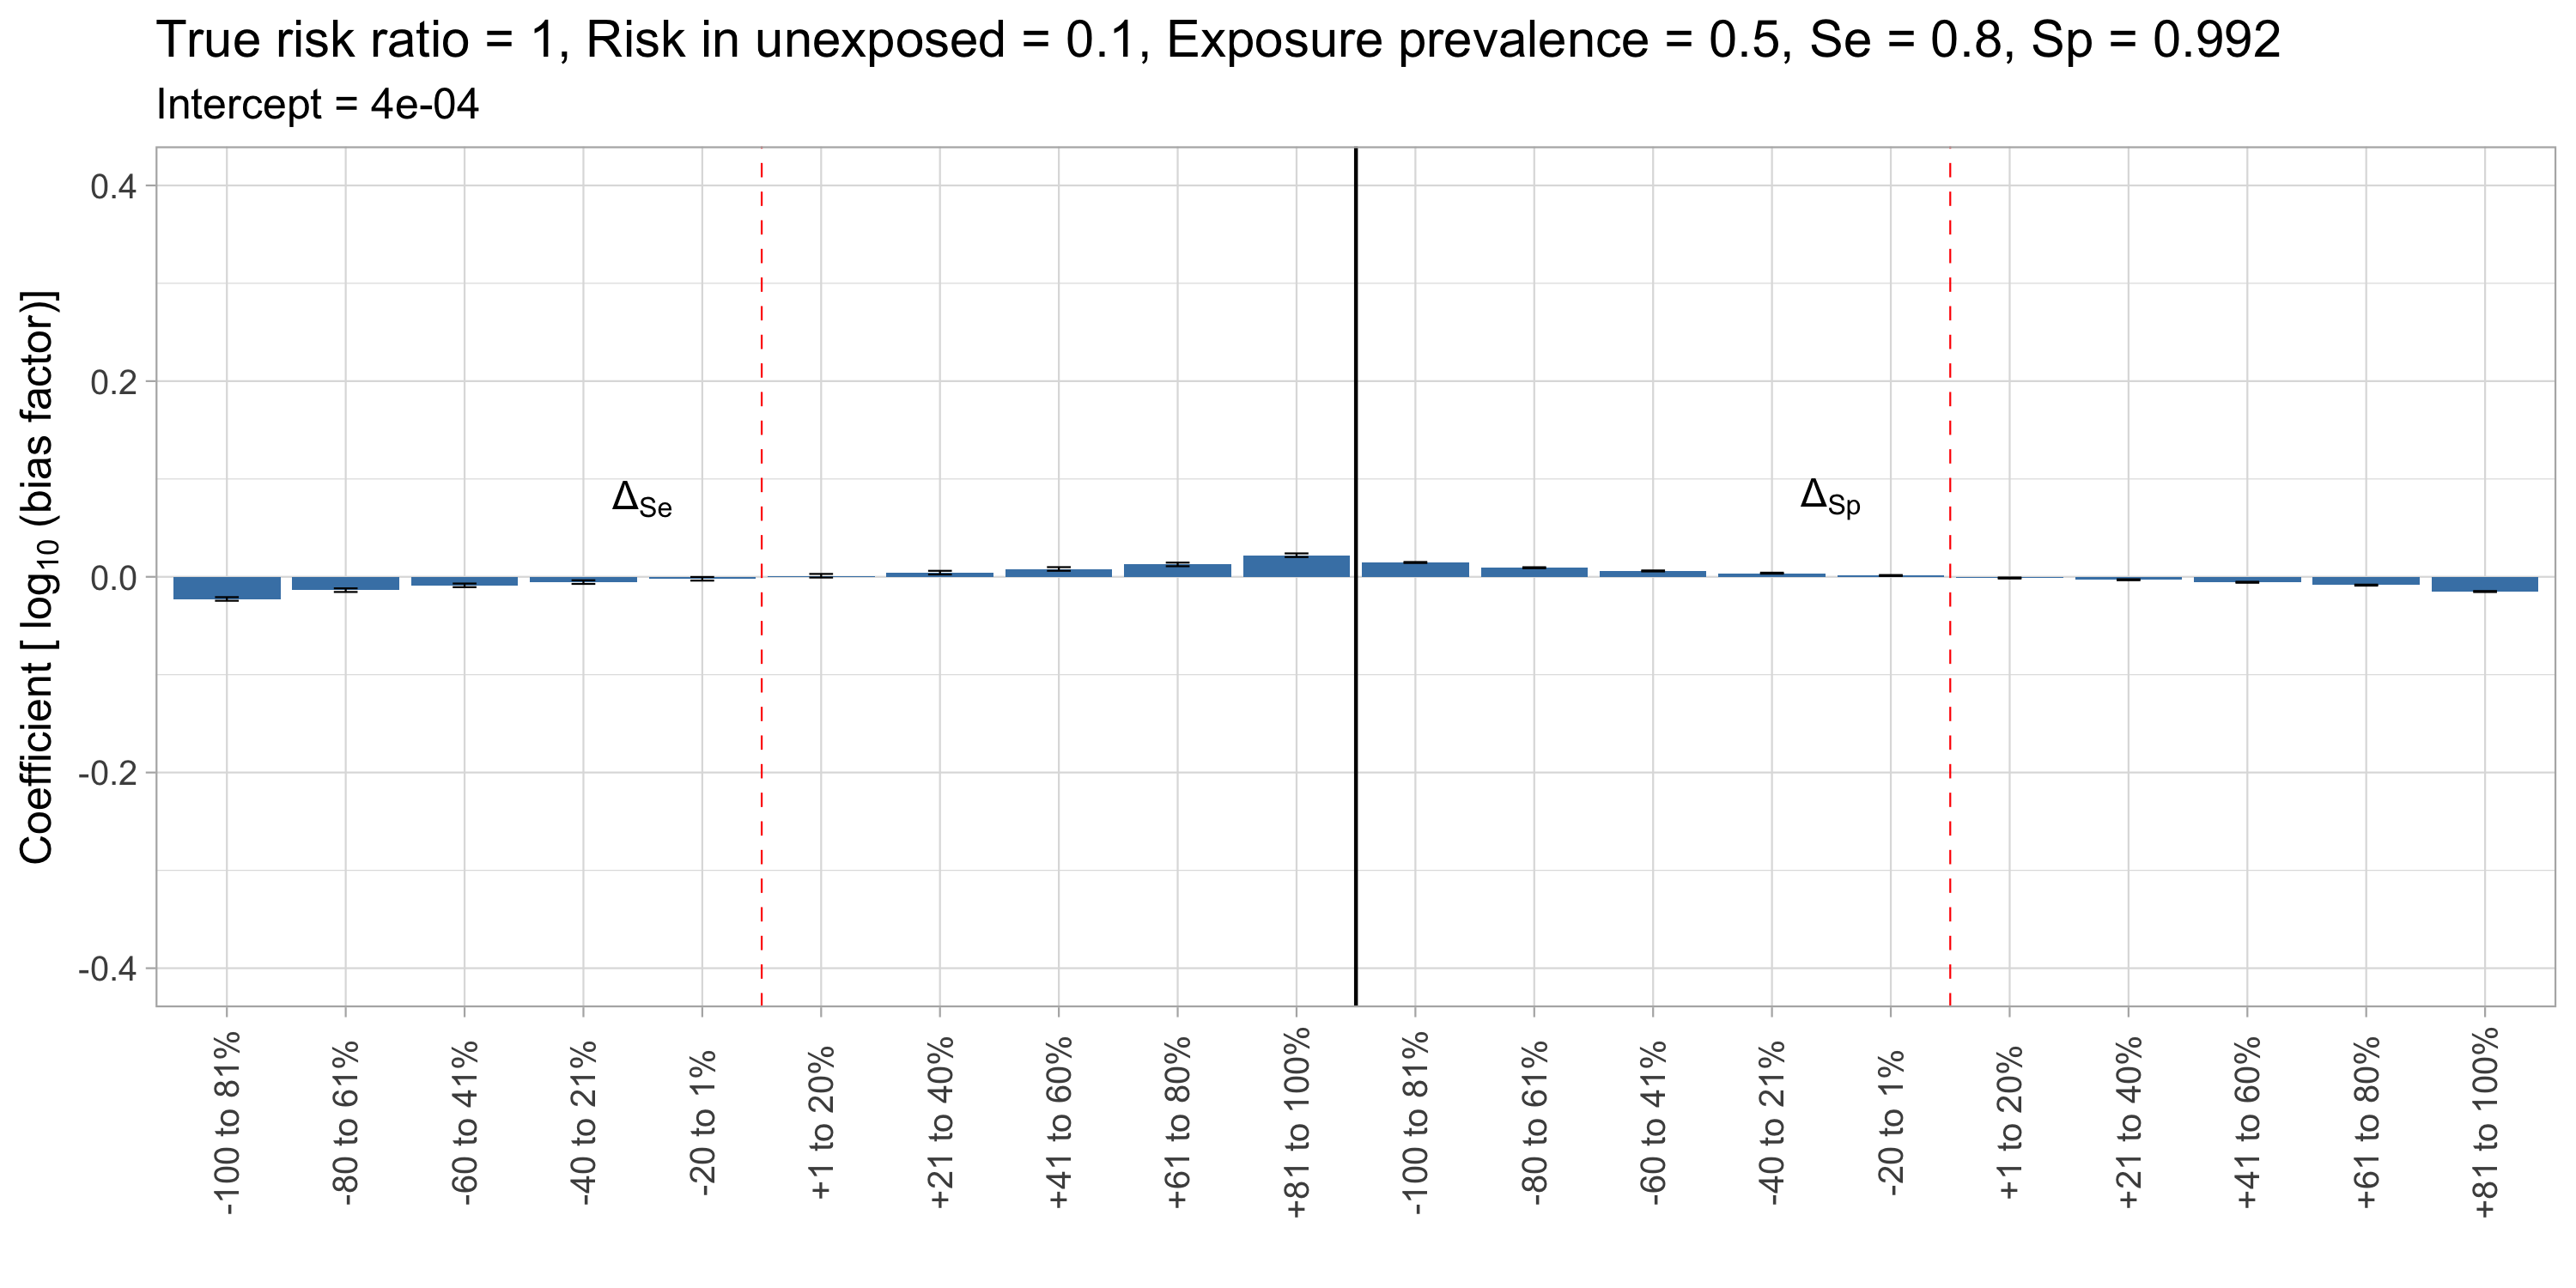 True risk ratio = 1, Risk in unexposed = 0.1, Exposure prevalence = 0.5, Se = 0.8, Sp = 0.992
Intercept = 4e-04
Coefficient [ log10 (bias factor)]
0.4
0.2
0.0
-0.2
-0.4
ΔSe
ΔSp
-100 to 81%
-80 to 61%
-60 to 41%
-40 to 21%
-20 to 1%
+1 to 20%
+21 to 40%
+41 to 60%
+61 to 80%
+81 to 100%
-100 to 81%
-80 to 61%
-60 to 41%
-40 to 21%
-20 to 1%
+1 to 20%
+21 to 40%
+41 to 60%
+61 to 80%
+81 to 100%